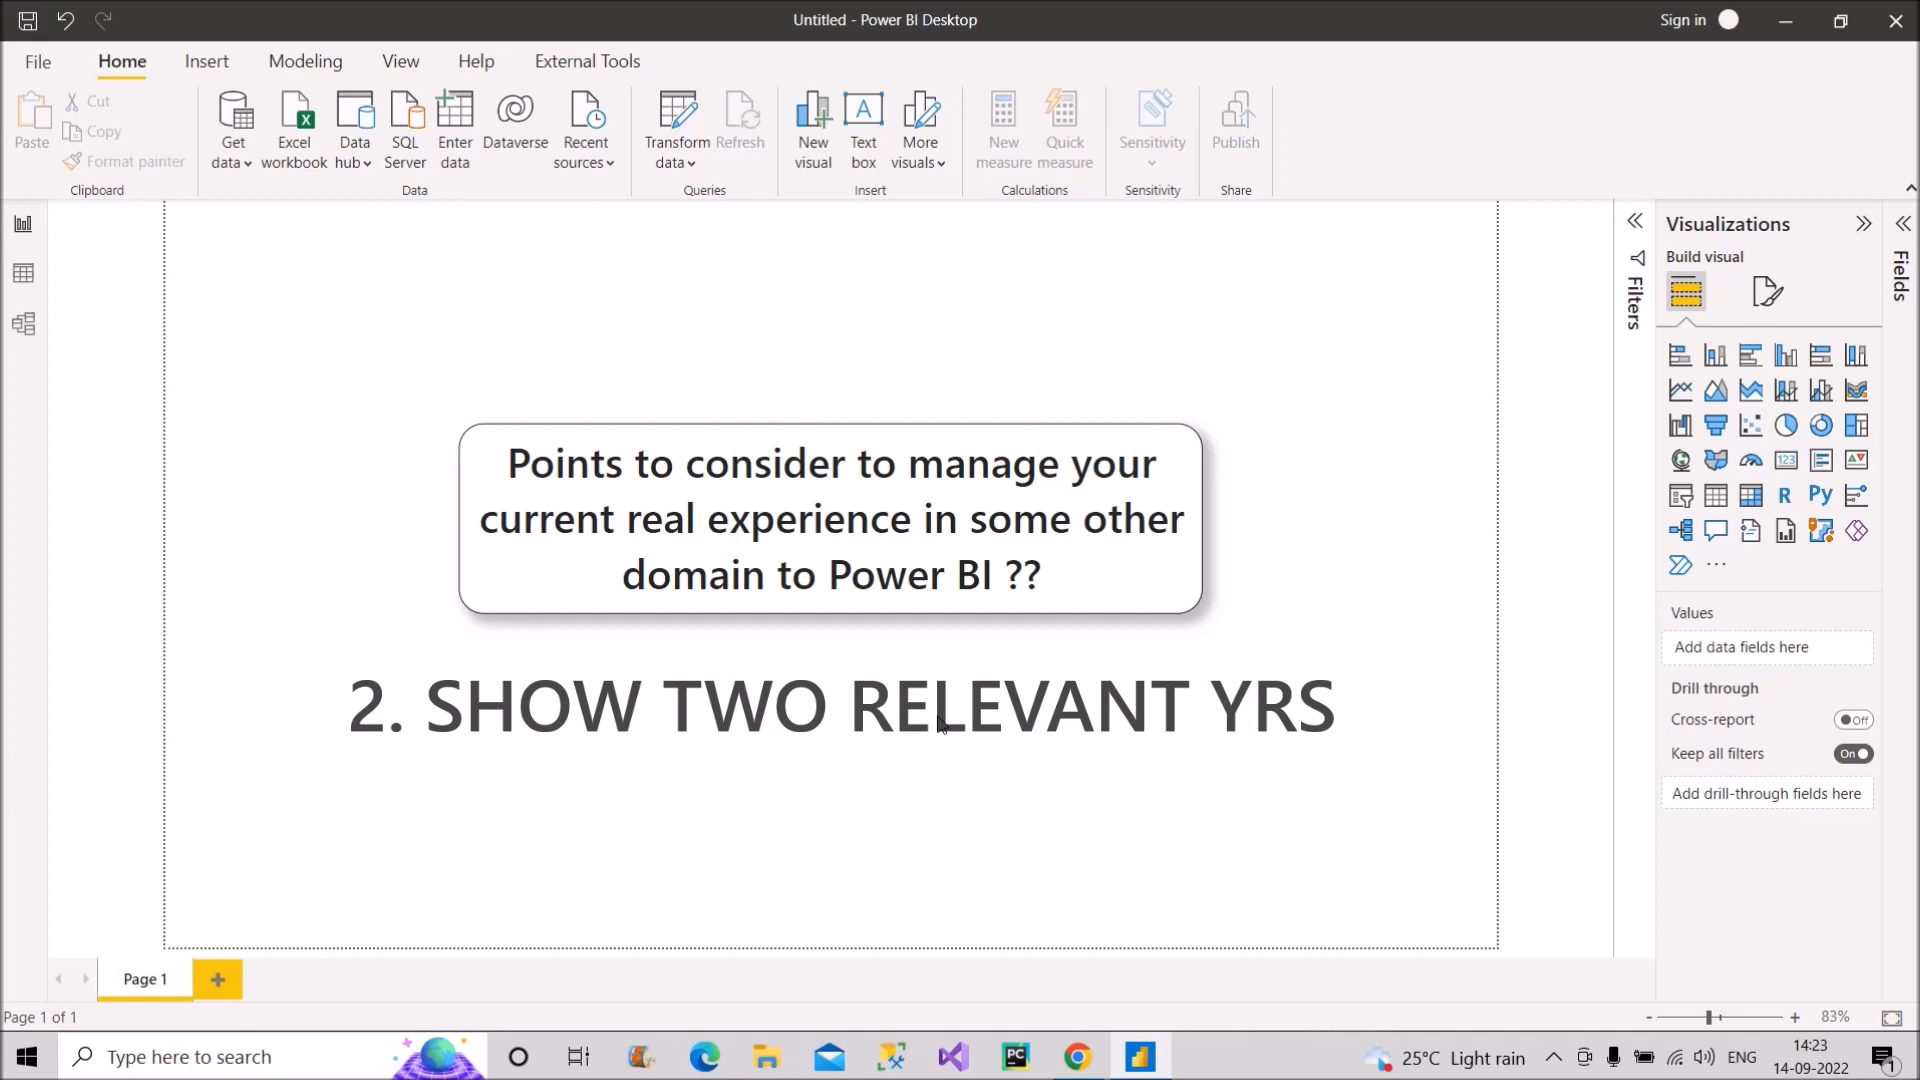 Untitled - Power BI Desktop
Sign in
File Home Insert Modeling View Help External Tools
Paste
Cut
Copy
Format painter
Clipboard
Get data
Excel workbook
Data hub
SQL Server
Enter data
Dataverse
Recent sources
Data
Transform data
Refresh
Queries
New visual
Text box
More visuals
Insert
New measure
Quick measure
Calculations
Sensitivity
Sensitivity
Publish
Share
Points to consider to manage your
current real experience in some other
domain to Power BI ??
2. SHOW TWO RELEVANT YRS
Filters
Visualizations
Build visual
123
R
Py
Values
Add data fields here
Drill through
Cross-report
Off
Keep all filters
On
Add drill-through fields here
Fields
Page 1
Page 1 of 1
- + 83%
Type here to search
PC
25°C Light rain
ENG
14:23
14-09-2022
1